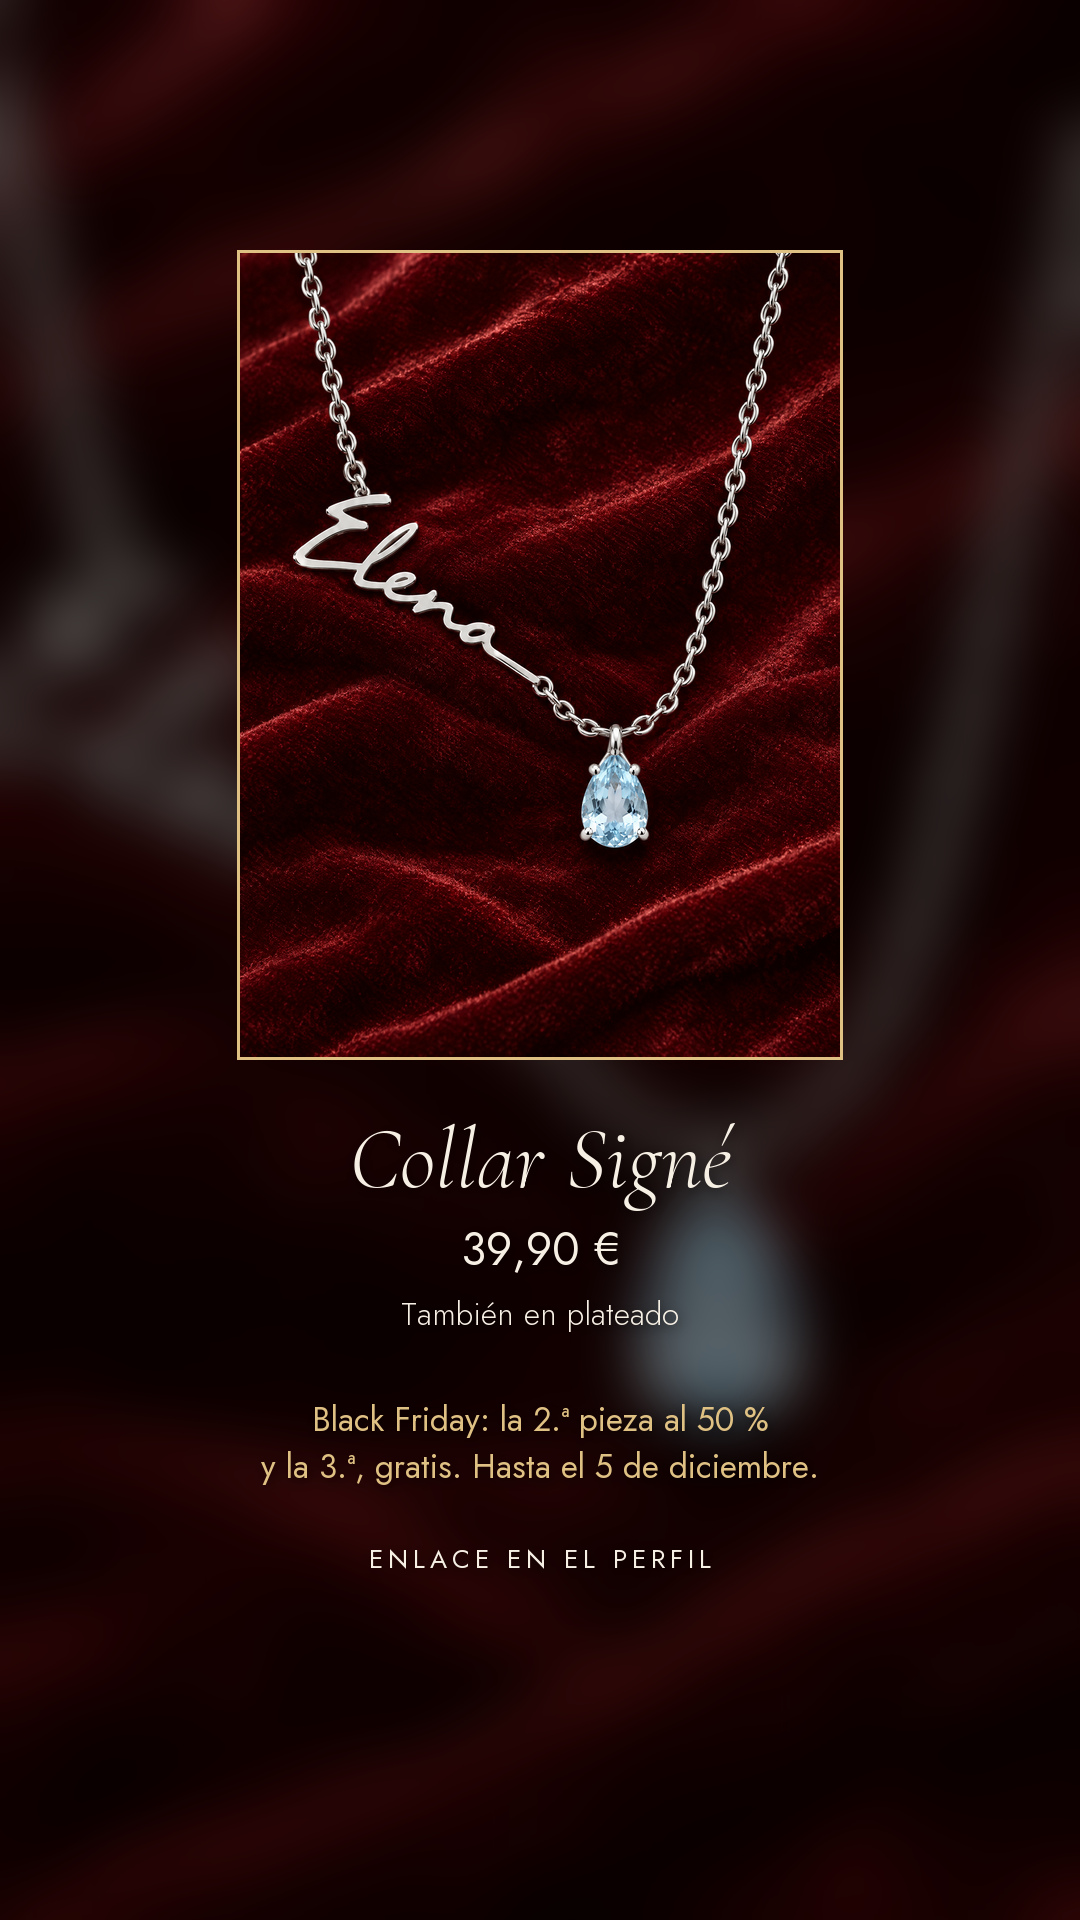 Elena
Collar Signé
39,90 €
También en plateado
Black Friday: la 2.ª pieza al 50 %
y la 3.ª, gratis. Hasta el 5 de diciembre.
ENLACE EN EL PERFIL